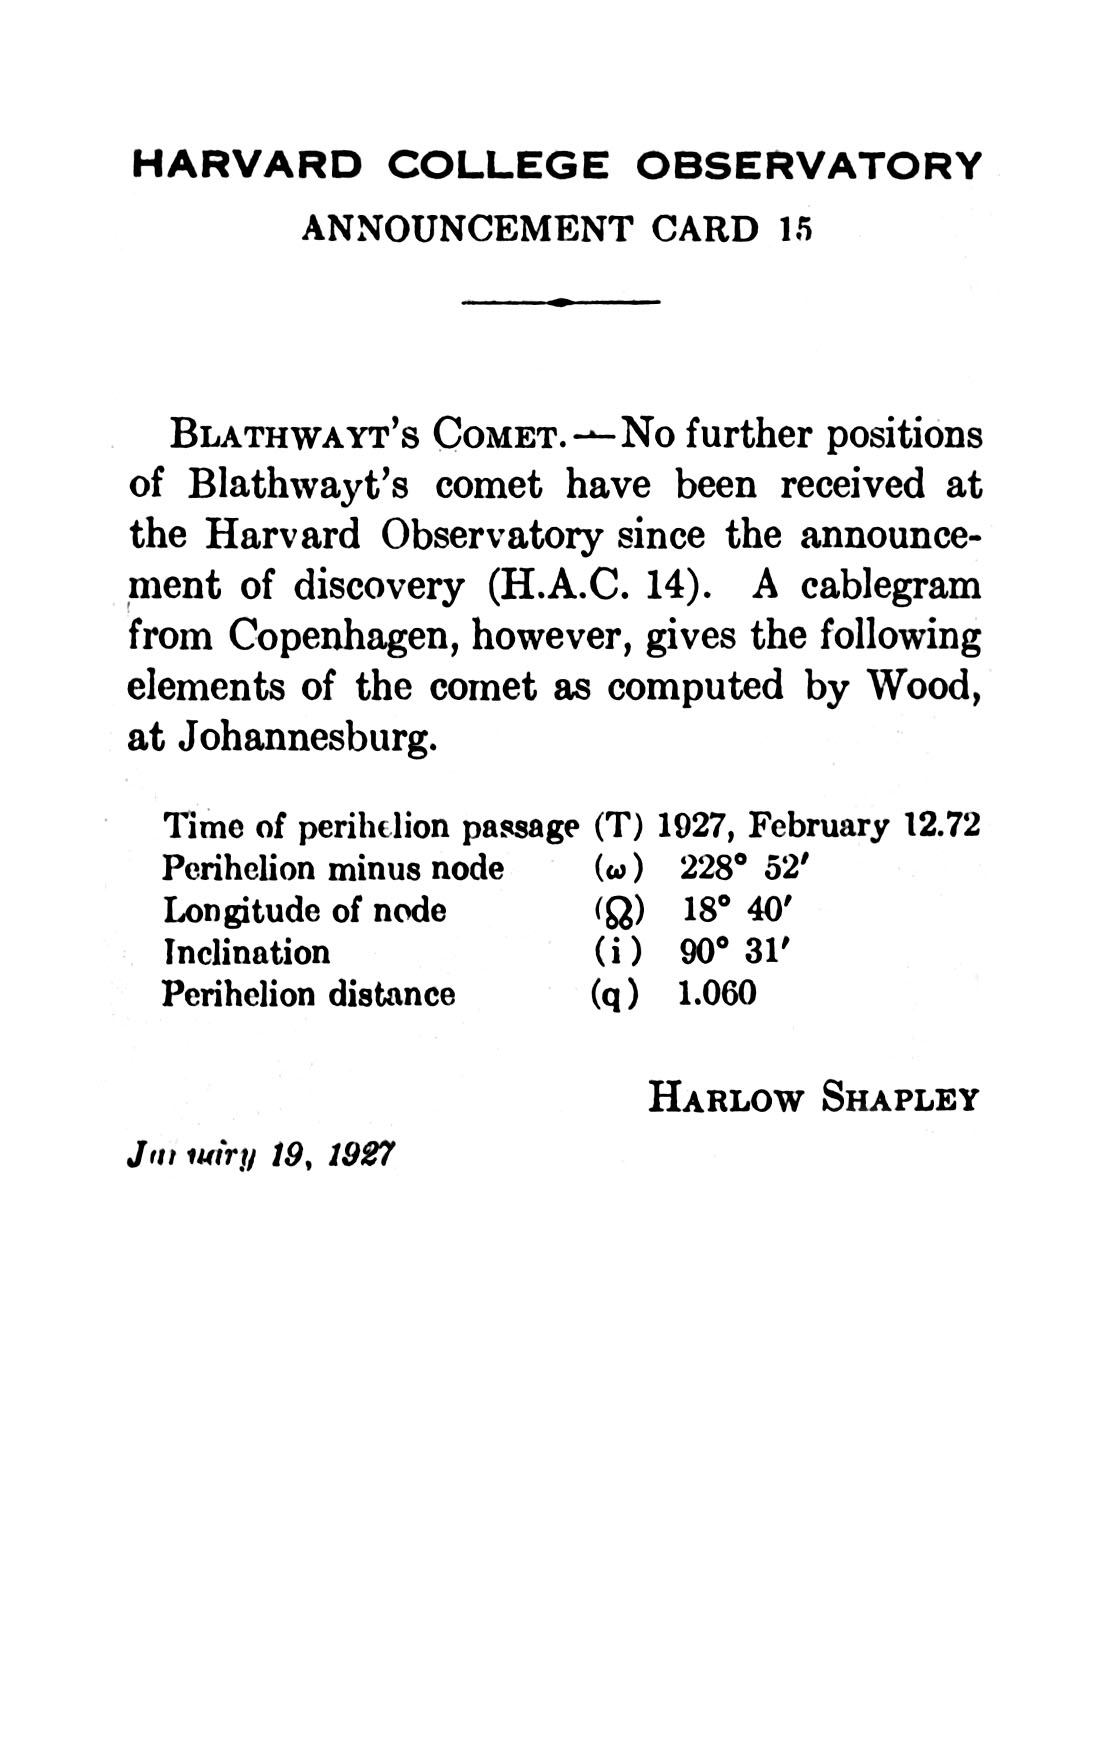 HARVARD COLLEGE OBSERVATORY
ANNOUNCEMENT CARD 15
BLATHWAYT'S COMET.—No further positions
of Blathwayt's comet have been received at
the Harvard Observatory since the announce-
ment of discovery (H.A.C. 14). A cablegram
from Copenhagen, however, gives the following
elements of the comet as computed by Wood,
at Johannesburg.
Time of perihelion passage (T) 1927, February 12.72
Perihelion minus node (ω) 228° 52′
Longitude of node (☊) 18° 40′
Inclination (i) 90° 31′
Perihelion distance (q) 1.060
HARLOW SHAPLEY
January 19, 1927